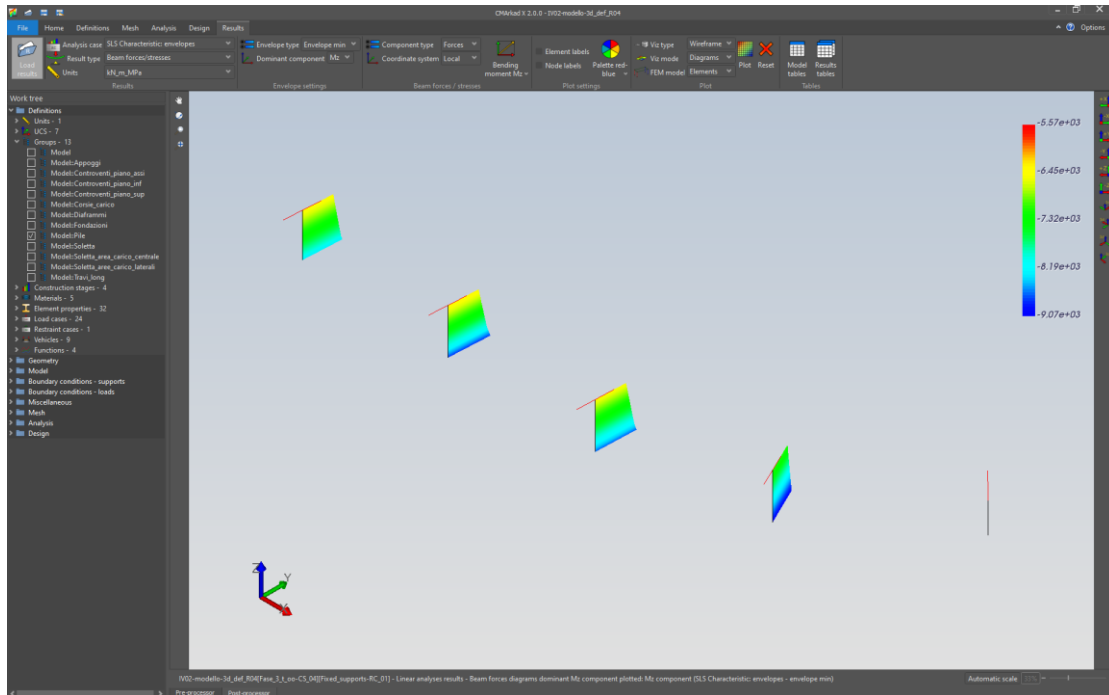 CMArkad X 2.0.0 - IV02-modello-3d_def_R04
File Home Definitions Mesh Analysis Design Results
Options
Load results
Analysis case SLS Characteristic: envelopes
Result type Beam forces/stresses
Units kN_m_MPa
Results
Envelope type Envelope min
Dominant component Mz
Envelope settings
Component type Forces
Coordinate system Local
Bending moment Mz
Beam forces / stresses
Element labels
Node labels
Palette red-blue
Plot settings
Viz type Wireframe
Viz mode Diagrams
FEM model Elements
Plot Reset
Plot
Model tables
Results tables
Tables
Work tree
Definitions
Units - 1
UCS - 7
Groups - 13
Model
Model::Appoggi
Model::Controventi_piano_assi
Model::Controventi_piano_inf
Model::Controventi_piano_sup
Model::Corsie_carico
Model::Diaframmi
Model::Fondazioni
Model::Pile
Model::Soletta
Model::Soletta_area_carico_centrale
Model::Soletta_aree_carico_laterali
Model::Travi_long
Construction stages - 4
Materials - 5
Element properties - 32
Load cases - 24
Restraint cases - 1
Vehicles - 9
Functions - 4
Geometry
Model
Boundary conditions - supports
Boundary conditions - loads
Miscellaneous
Mesh
Analysis
Design
-5.57e+03
-6.45e+03
-7.32e+03
-8.19e+03
-9.07e+03
Z
Y
X
IV02-modello-3d_def_R04[Fase_3_t_oo-CS_04][Fixed_supports-RC_01] - Linear analyses results - Beam forces diagrams dominant Mz component plotted: Mz component (SLS Characteristic: envelopes - envelope min)
Automatic scale
Pre-processor Post-processor